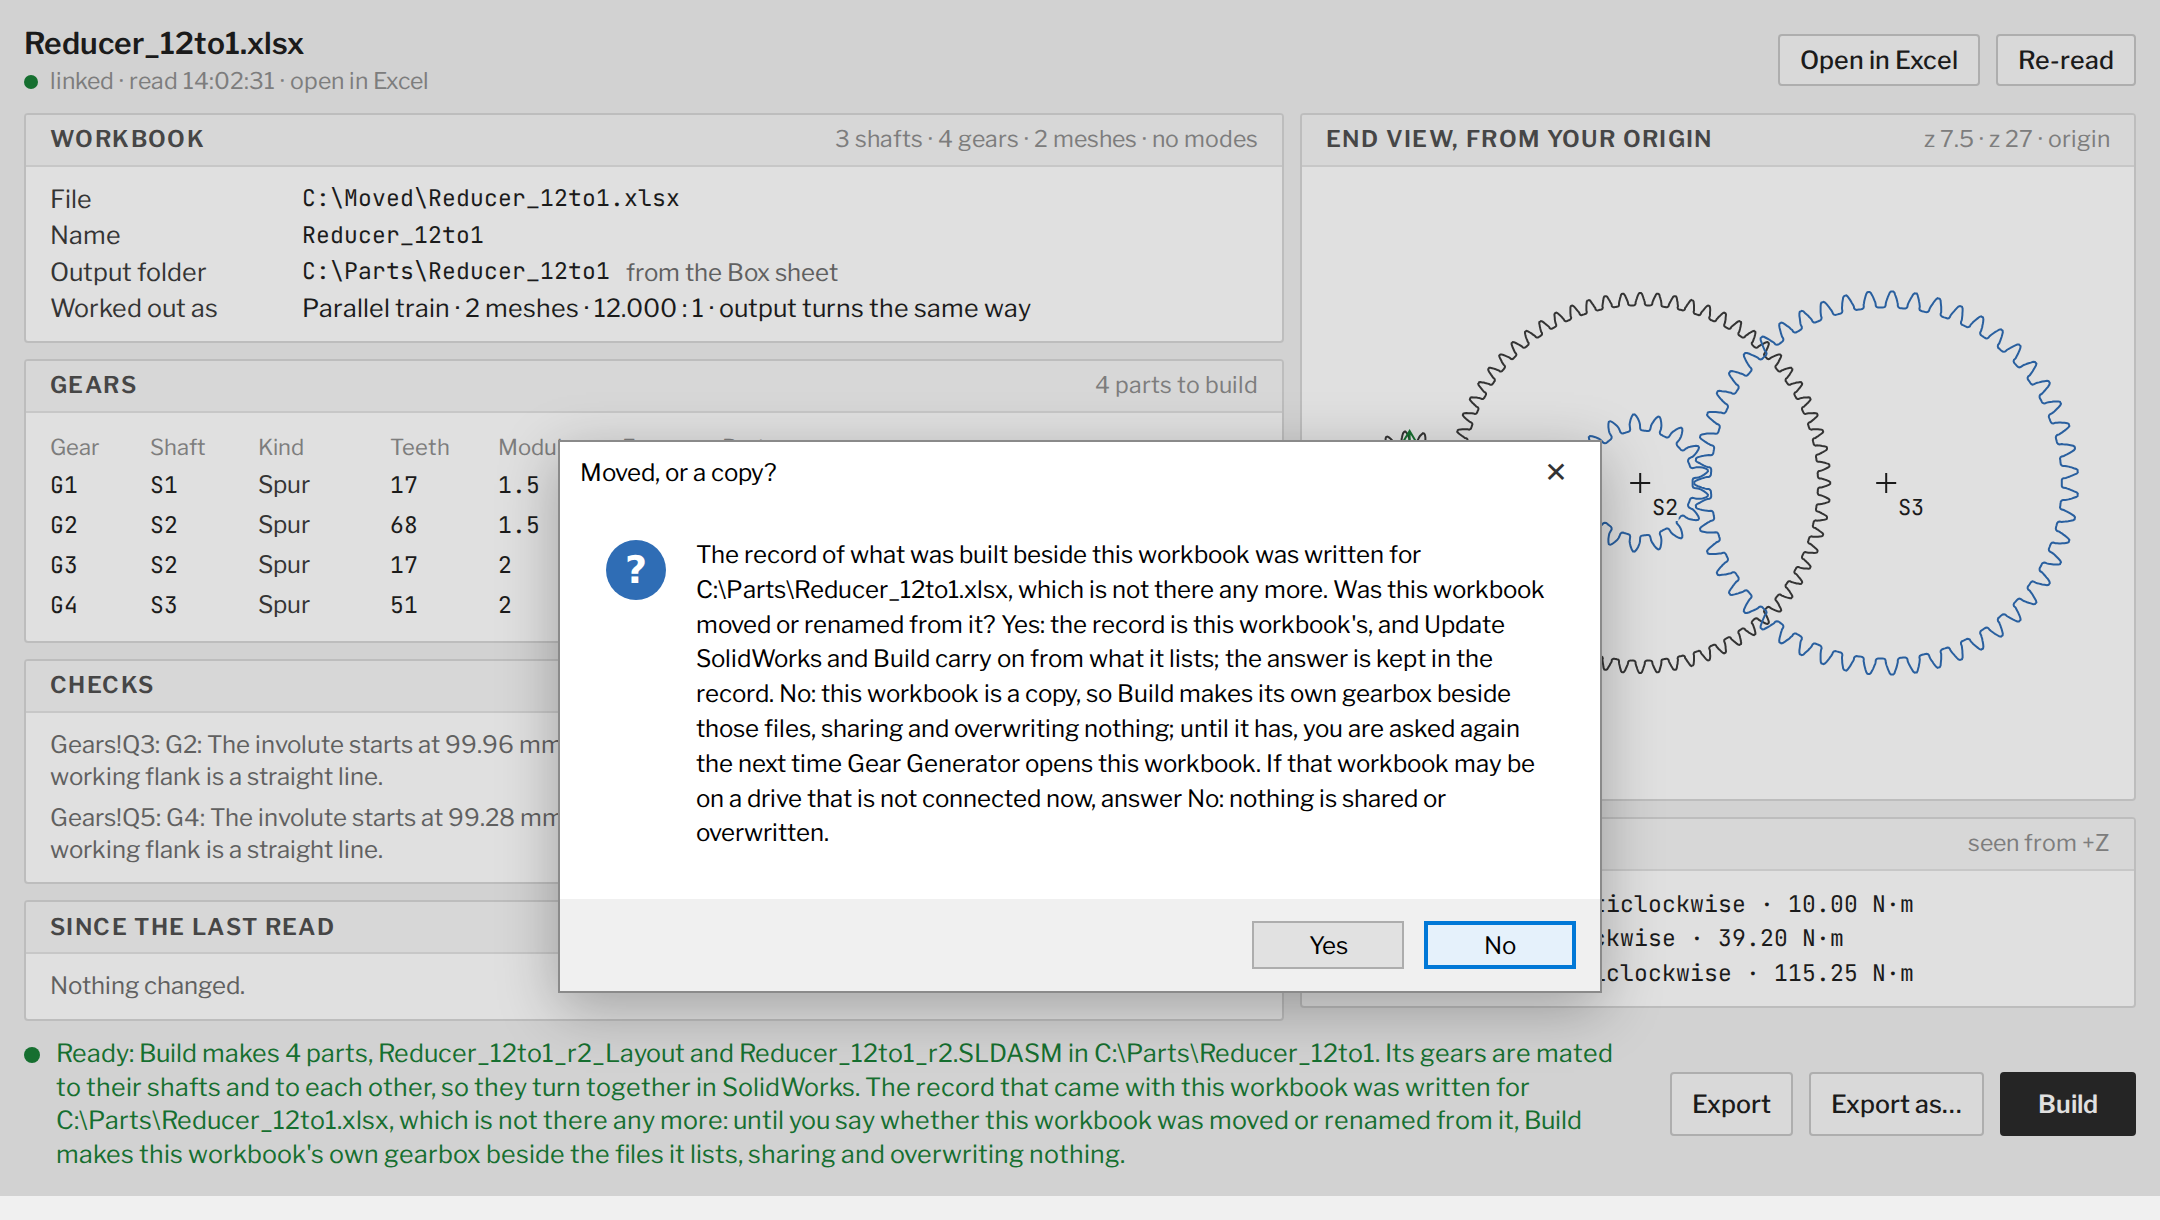 Reducer_12to1.xlsx
linked · read 14:02:31 · open in Excel
Open in Excel
Re-read
WORKBOOK
3 shafts · 4 gears · 2 meshes · no modes
File C:\Moved\Reducer_12to1.xlsx
Name Reducer_12to1
Output folder C:\Parts\Reducer_12to1 from the Box sheet
Worked out as Parallel train · 2 meshes · 12.000 : 1 · output turns the same way
END VIEW, FROM YOUR ORIGIN
z 7.5 · z 27 · origin
S2
S3
GEARS
4 parts to build
Gear Shaft Kind Teeth
G1 S1 Spur 17 1.5
G2 S2 Spur 68 1.5
G3 S2 Spur 17 2
G4 S3 Spur 51 2
CHECKS
Gears!Q3: G2: The involute starts at 99.96 mm
working flank is a straight line.
Gears!Q5: G4: The involute starts at 99.28 mm
working flank is a straight line.
SINCE THE LAST READ
Nothing changed.
Moved, or a copy?
The record of what was built beside this workbook was written for
C:\Parts\Reducer_12to1.xlsx, which is not there any more. Was this workbook
moved or renamed from it? Yes: the record is this workbook's, and Update
SolidWorks and Build carry on from what it lists; the answer is kept in the
record. No: this workbook is a copy, so Build makes its own gearbox beside
those files, sharing and overwriting nothing; until it has, you are asked again
the next time Gear Generator opens this workbook. If that workbook may be
on a drive that is not connected now, answer No: nothing is shared or
overwritten.
Yes
No
seen from +Z
· 10.00 N·m
· 39.20 N·m
· 115.25 N·m
Ready: Build makes 4 parts, Reducer_12to1_r2_Layout and Reducer_12to1_r2.SLDASM in C:\Parts\Reducer_12to1. Its gears are mated
to their shafts and to each other, so they turn together in SolidWorks. The record that came with this workbook was written for
C:\Parts\Reducer_12to1.xlsx, which is not there any more: until you say whether this workbook was moved or renamed from it, Build
makes this workbook's own gearbox beside the files it lists, sharing and overwriting nothing.
Export
Export as...
Build